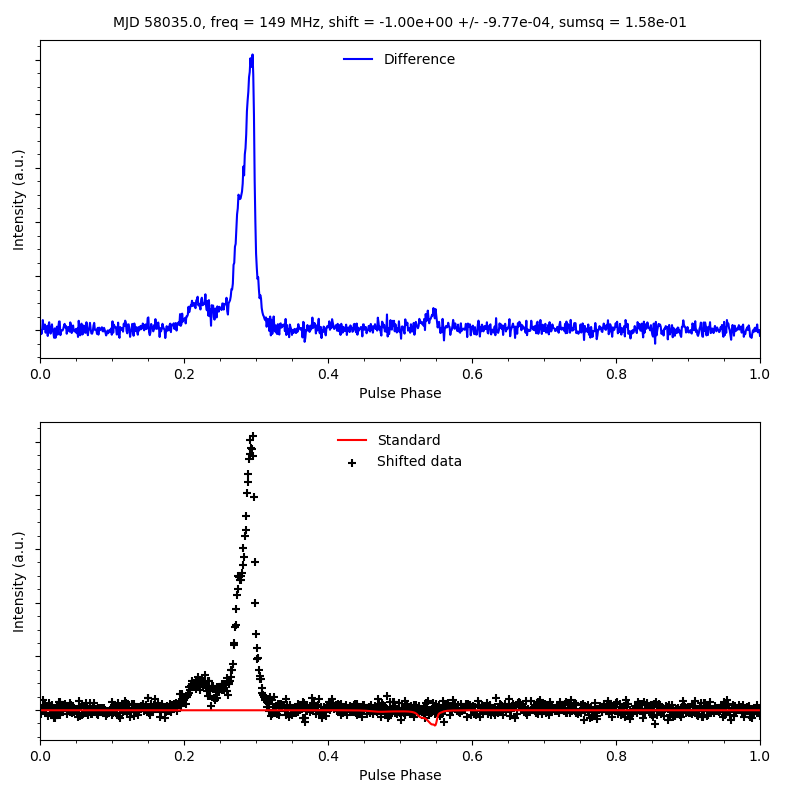 MJD 58035.0, freq = 149 MHz, shift = -1.00e+00 +/- -9.77e-04, sumsq = 1.58e-01
Difference
Intensity (a.u.)
0.0 0.2 0.4 0.6 0.8 1.0
Pulse Phase
Standard
Shifted data
Intensity (a.u.)
0.0 0.2 0.4 0.6 0.8 1.0
Pulse Phase